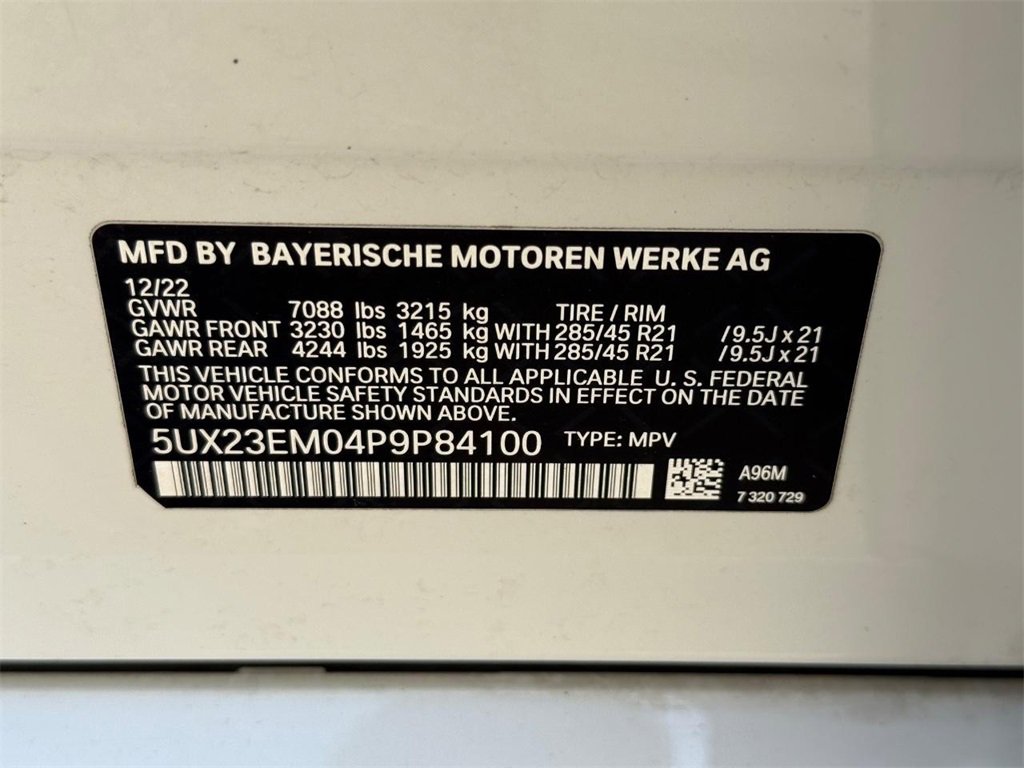 MFD BY BAYERISCHE MOTOREN WERKE AG
12/22
GVWR 7088 lbs 3215 kg TIRE / RIM
GAWR FRONT 3230 lbs 1465 kg WITH 285/45 R21 /9.5J x 21
GAWR REAR 4244 lbs 1925 kg WITH 285/45 R21 /9.5J x 21
THIS VEHICLE CONFORMS TO ALL APPLICABLE U. S. FEDERAL
MOTOR VEHICLE SAFETY STANDARDS IN EFFECT ON THE DATE
OF MANUFACTURE SHOWN ABOVE.
5UX23EM04P9P84100 TYPE: MPV
A96M
7 320 729